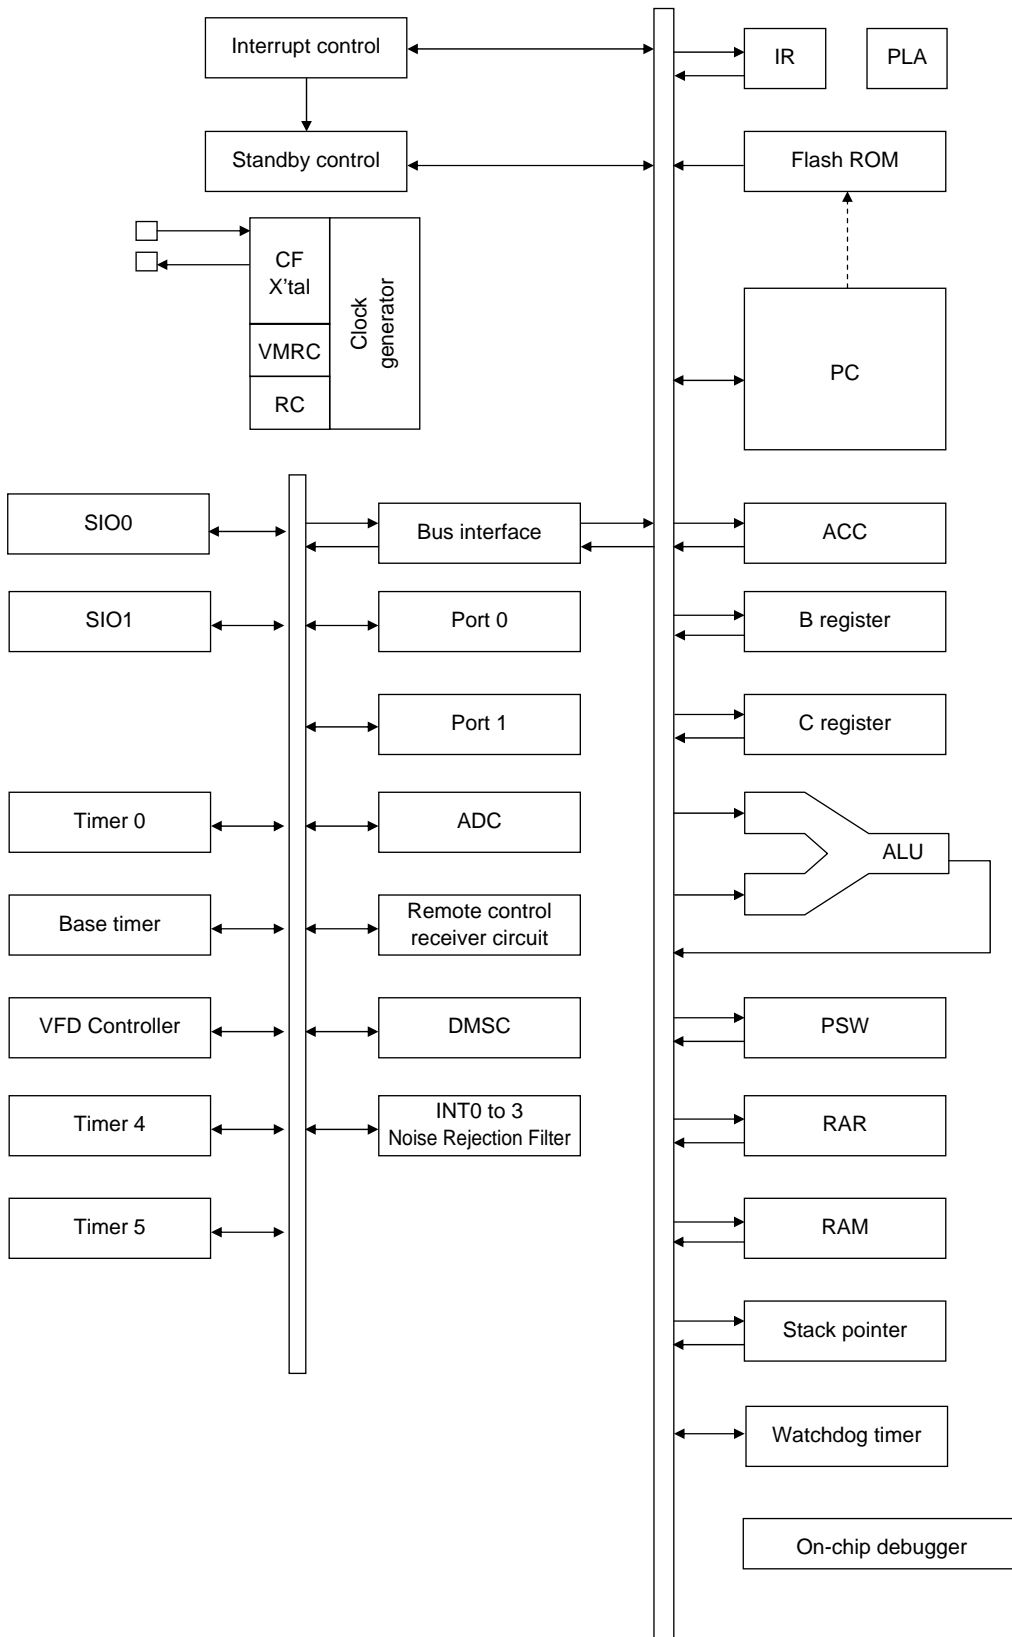 Interrupt control
IR
PLA
Standby control
Flash ROM
CF
X'tal
VMRC
RC
Clock
generator
PC
SIO0
Bus interface
ACC
SIO1
Port 0
B register
Port 1
C register
Timer 0
ADC
ALU
Base timer
Remote control
receiver circuit
VFD Controller
DMSC
PSW
Timer 4
INT0 to 3
Noise Rejection Filter
RAR
Timer 5
RAM
Stack pointer
Watchdog timer
On-chip debugger